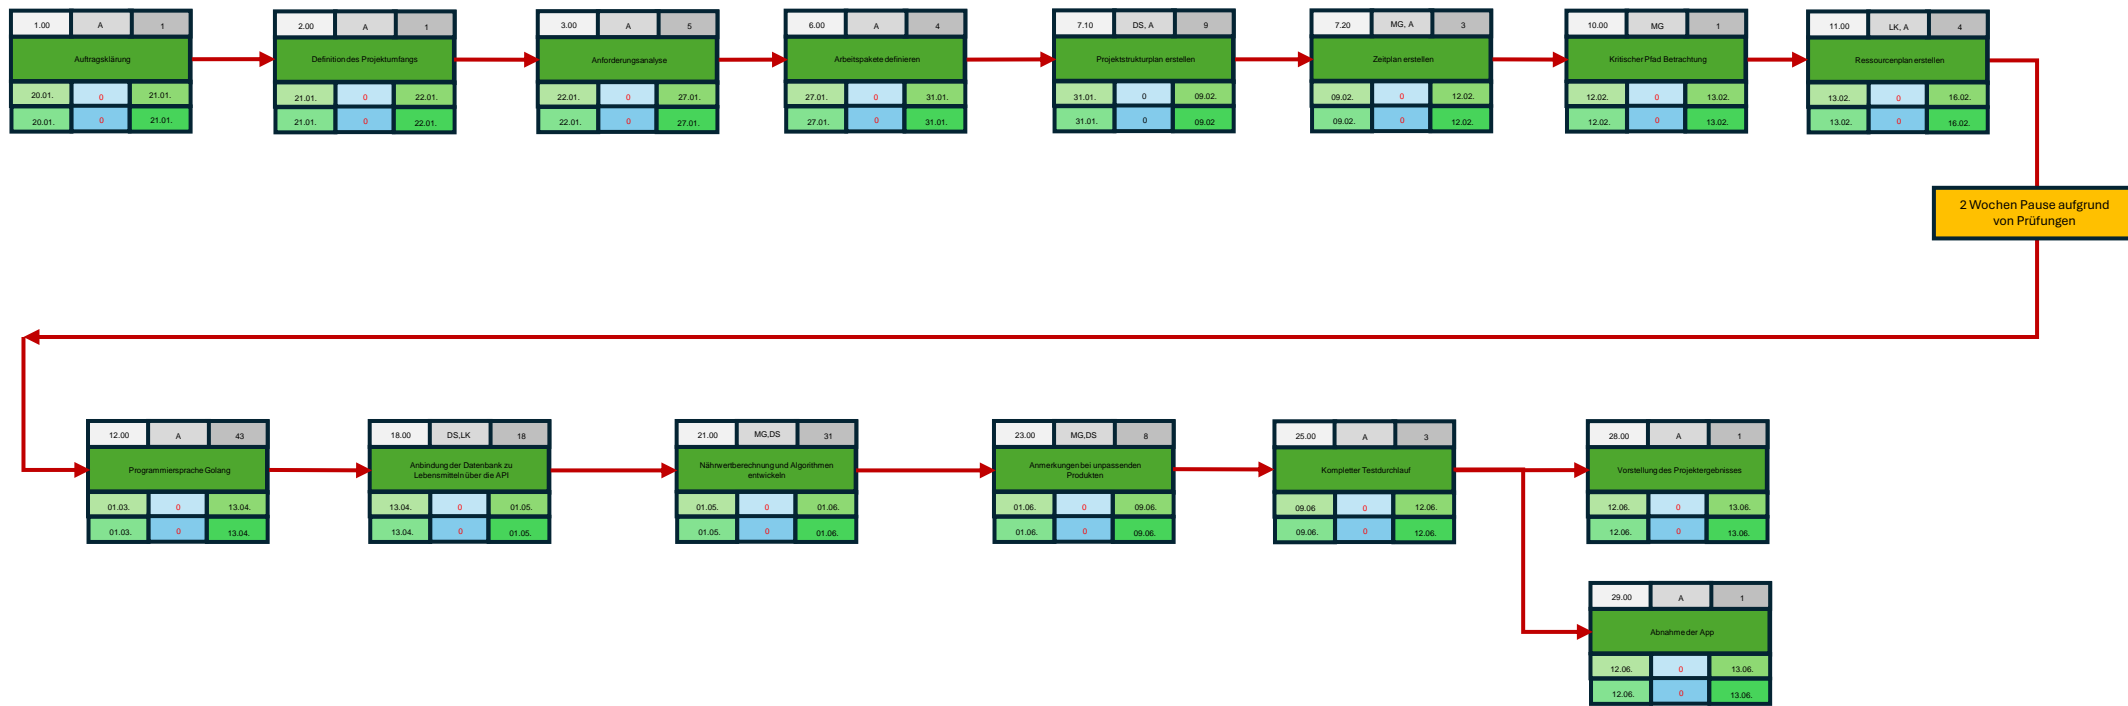 1.00 A 1
Auftragsklärung
20.01. 0 21.01.
20.01. 0 21.01.
2.00 A 1
Definition des Projektumfangs
21.01. 0 22.01.
21.01. 0 22.01.
3.00 A 5
Anforderungsanalyse
22.01. 0 27.01.
22.01. 0 27.01.
6.00 A 4
Arbeitspakete definieren
27.01. 0 31.01.
27.01. 0 31.01.
7.10 DS, A 9
Projektstrukturplan erstellen
31.01. 0 09.02.
31.01. 0 09.02
7.20 MG, A 3
Zeitplan erstellen
09.02. 0 12.02.
09.02. 0 12.02.
10.00 MG 1
Kritischer Pfad Betrachtung
12.02. 0 13.02.
12.02. 0 13.02.
11.00 LK, A 4
Ressourcenplan erstellen
13.02. 0 16.02.
13.02. 0 16.02.
2 Wochen Pause aufgrund
von Prüfungen
12.00 A 43
Programmiersprache Golang
01.03. 0 13.04.
01.03. 0 13.04.
18.00 DS,LK 18
Anbindung der Datenbank zu
Lebensmitteln über die API
13.04. 0 01.05.
13.04. 0 01.05.
21.00 MG,DS 31
Nährwertberechnung und Algorithmen
entwickeln
01.05. 0 01.06.
01.05. 0 01.06.
23.00 MG,DS 8
Anmerkungen bei unpassenden
Produkten
01.06. 0 09.06.
01.06. 0 09.06.
25.00 A 3
Kompletter Testdurchlauf
09.06 0 12.06.
09.06. 0 12.06.
28.00 A 1
Vorstellung des Projektergebnisses
12.06. 0 13.06.
12.06. 0 13.06.
29.00 A 1
Abnahme der App
12.06. 0 13.06.
12.06. 0 13.06.